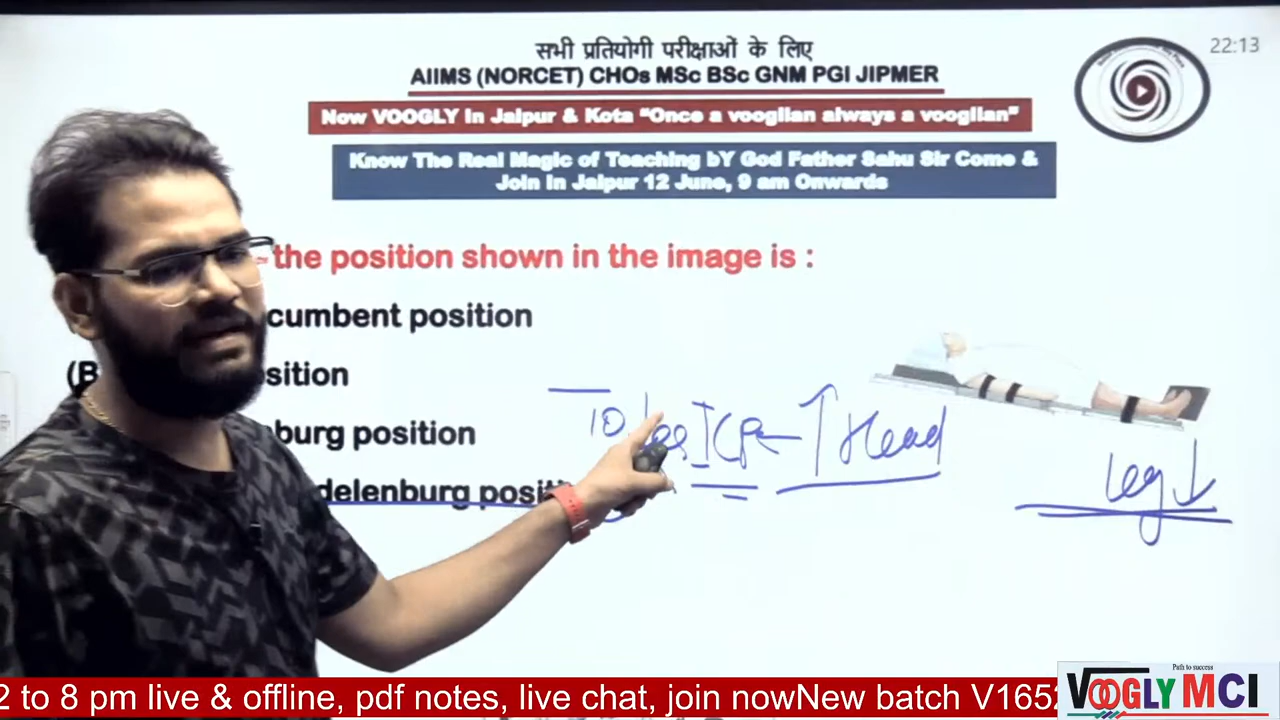 सभी प्रतियोगी परीक्षाओं के लिए
22:13
AIIMS (NORCET) CHOs MSc BSc GNM PGI JIPMER
Now VOOGLY In Jaipur & Kota "Once a vooglian always a vooglian"
Know The Real Magic of Teaching bY God Father Sahu Sir Come &
Join In Jaipur 12 June, 9 am Onwards
the position shown in the image is :
cumbent position
(B sition
burg position
10 ICP ↑ Head
delenburg positi
leg ↓
2 to 8 pm live & offline, pdf notes, live chat, join nowNew batch V1652
Path to success
VOOGLY MCI